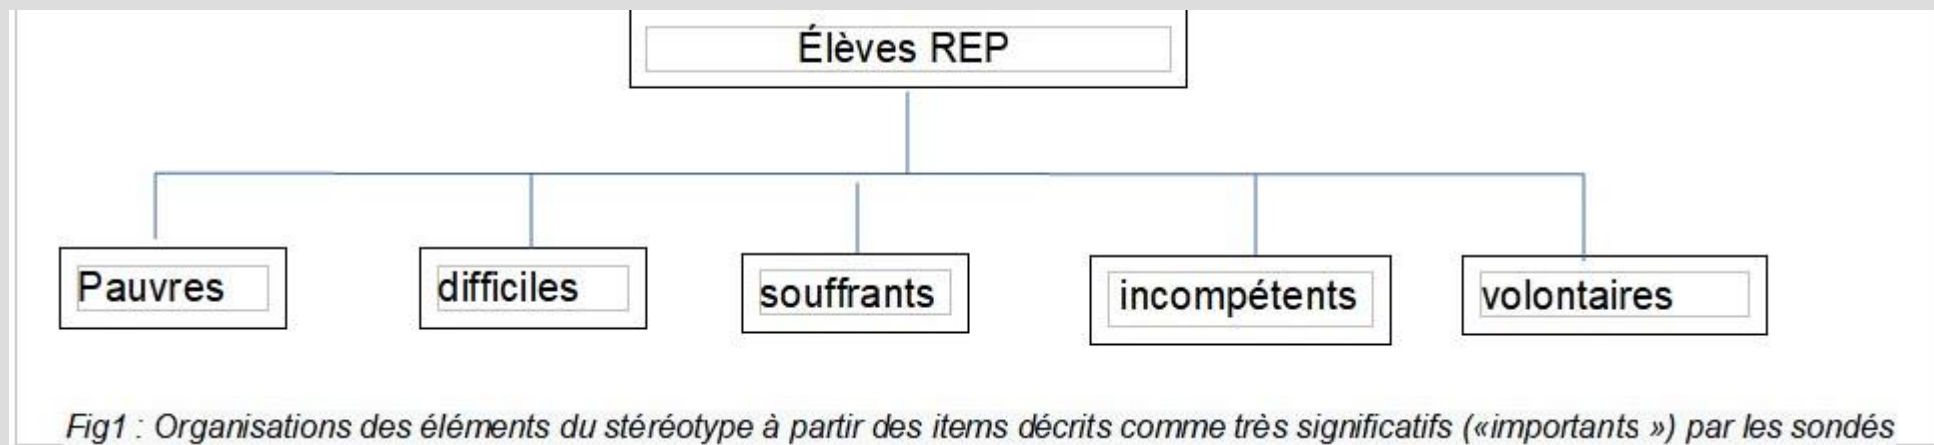 Élèves REP
Pauvres
difficiles
souffrants
incompétents
volontaires
Fig1 : Organisations des éléments du stéréotype à partir des items décrits comme très significatifs («importants ») par les sondés